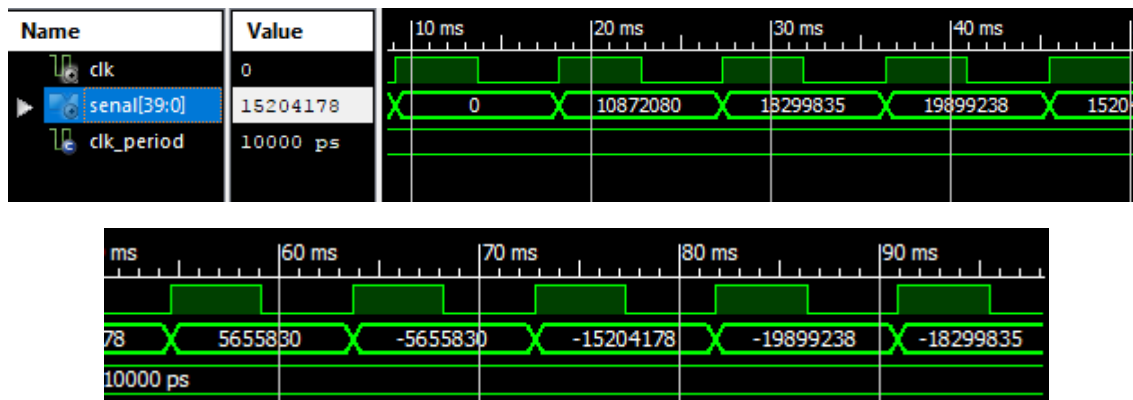 Name Value 10 ms 20 ms 30 ms 40 ms
clk 0
senal[39:0] 15204178 0 10872080 18299835 19899238 1520
clk_period 10000 ps
ms 60 ms 70 ms 80 ms 90 ms
78 5655830 -5655830 -15204178 -19899238 -18299835
10000 ps